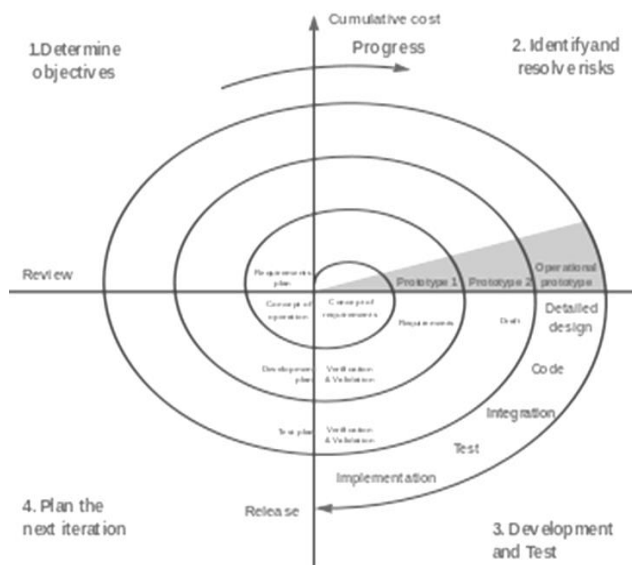 Cumulative cost
Progress
1.Determine
objectives
2. Identify and
resolve risks
Review
Requirements
plan
Concept of
operation
Concept of
requirements
Prototype 1
Prototype 2
Operational
prototype
Requirements
Draft
Detailed
design
Development
plan
Verification
& Validation
Code
Integration
Test plan
Verification
& Validation
Test
Implementation
Release
4. Plan the
next iteration
3. Development
and Test